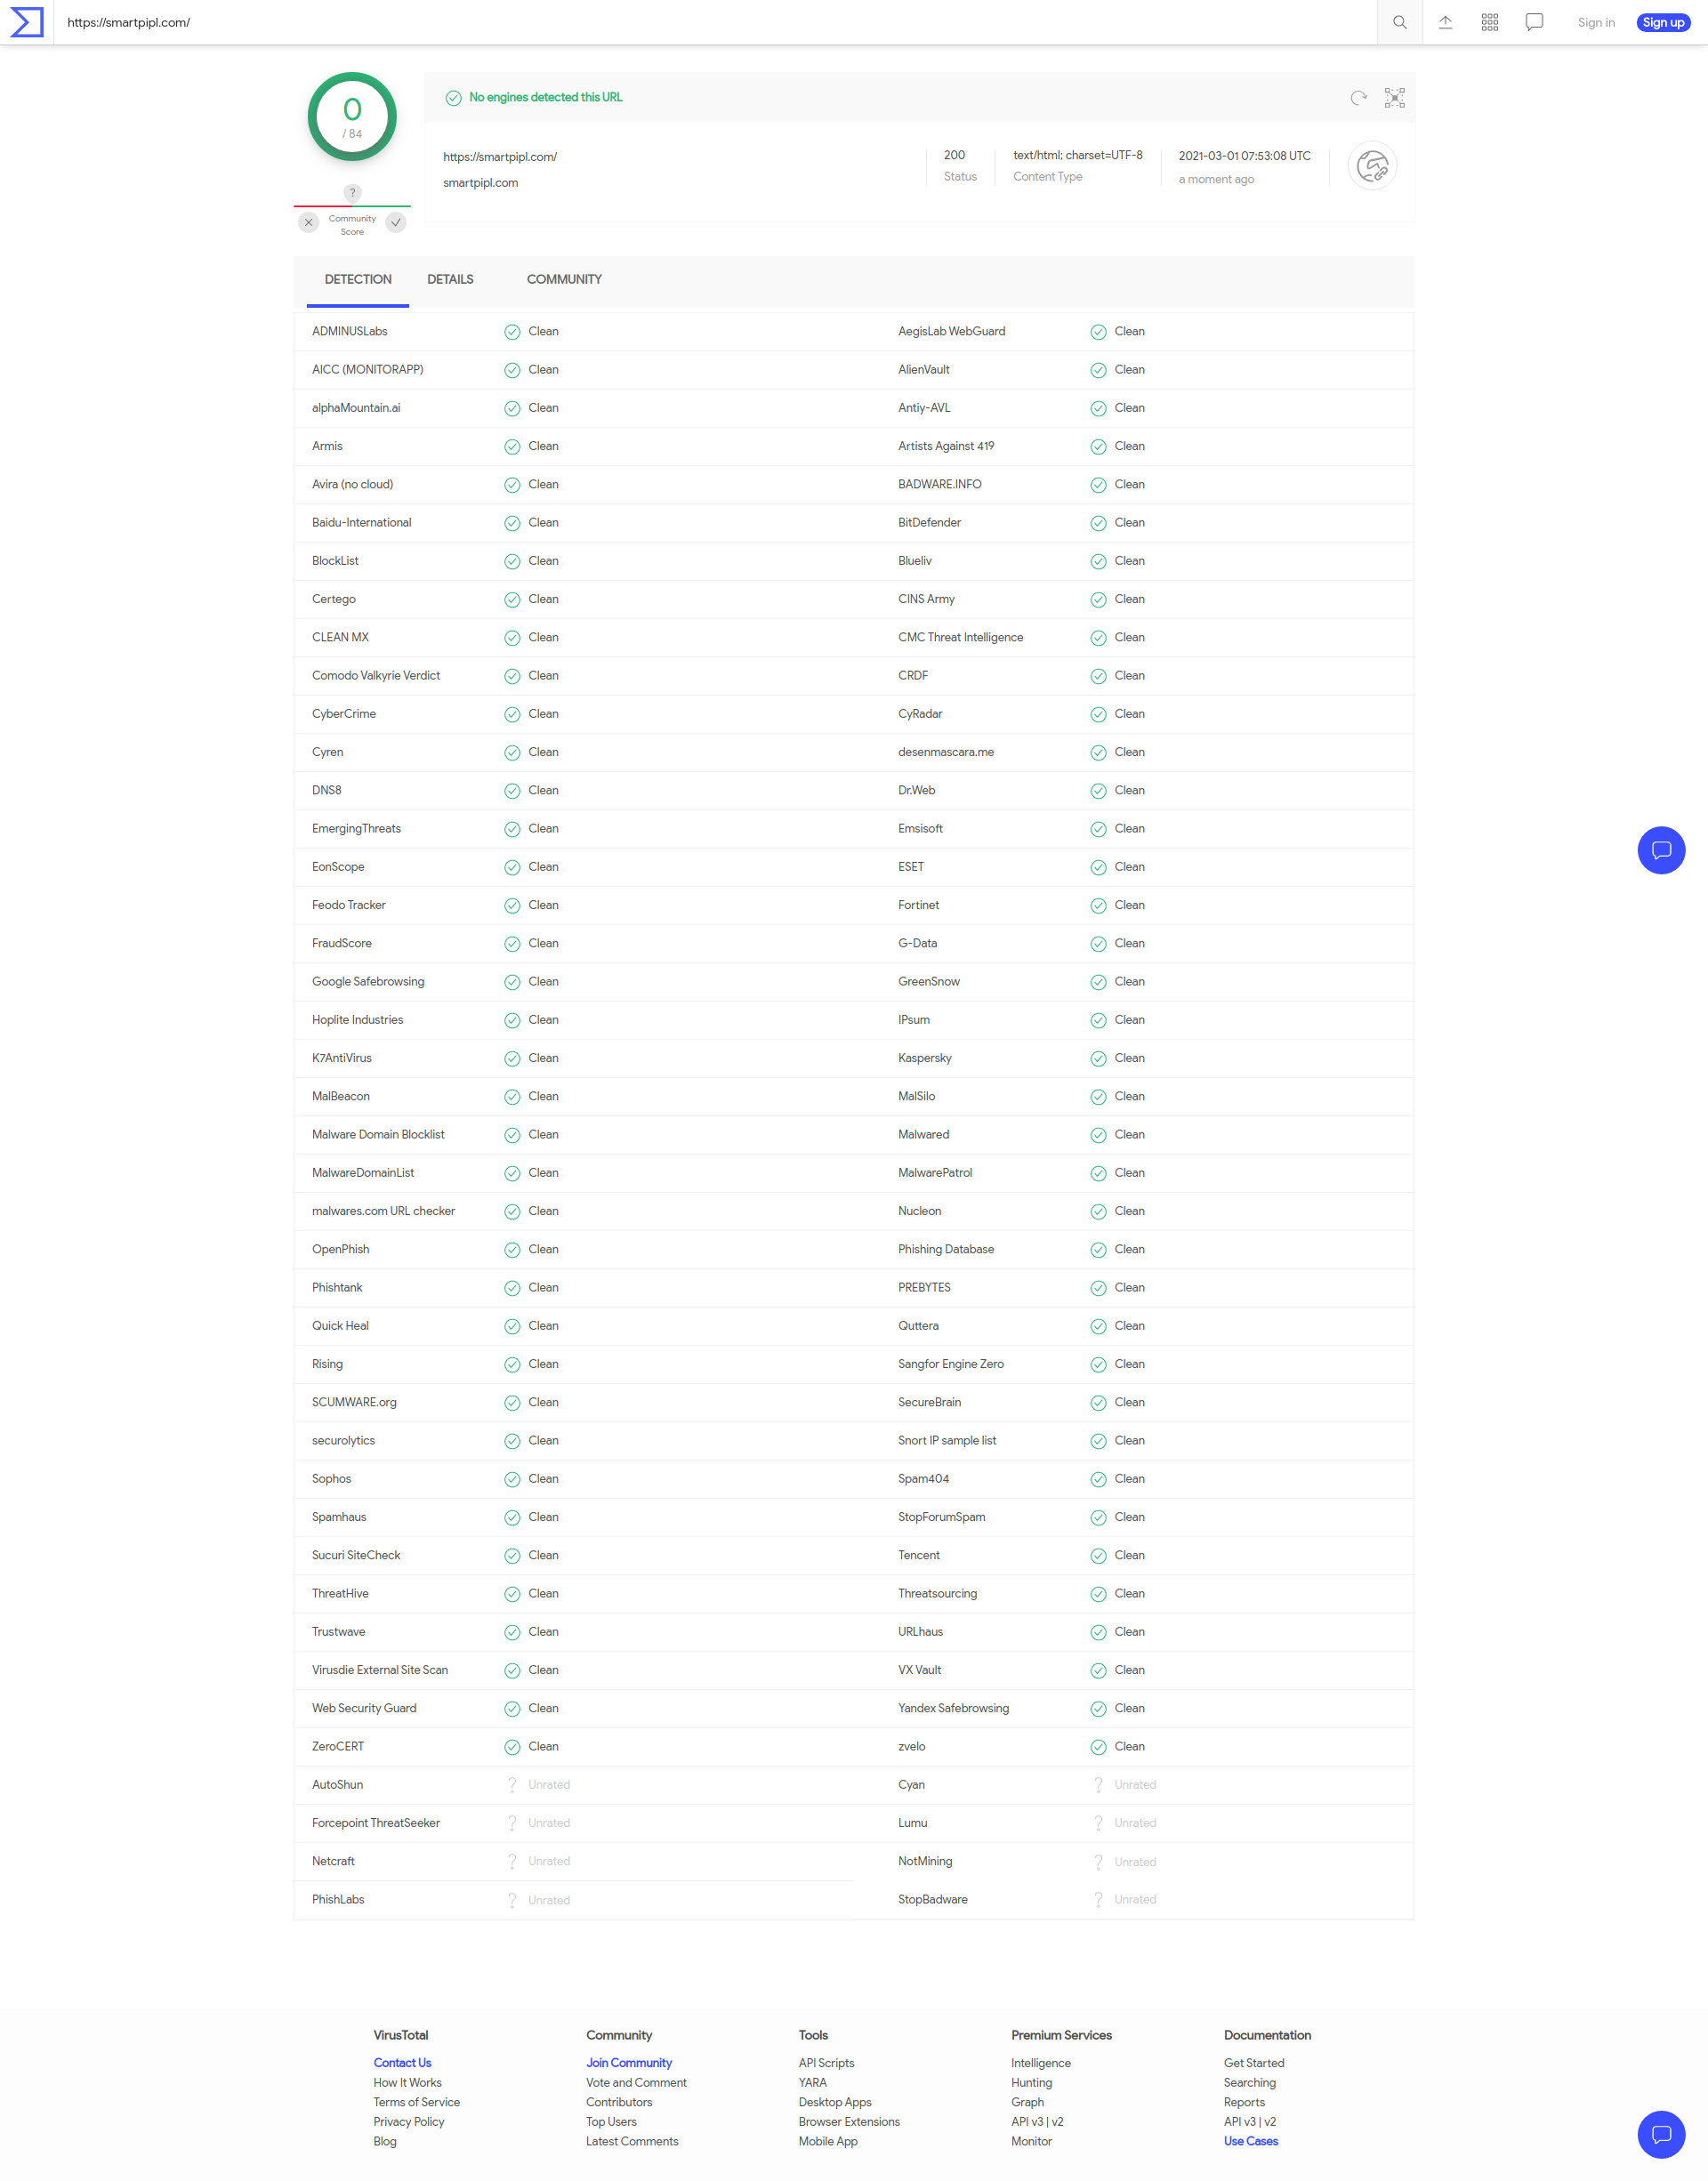 https://smartpipl.com/
Sign in
Sign up
0
/ 84
?
Community
Score
No engines detected this URL
https://smartpipl.com/
smartpipl.com
200
Status
text/html; charset=UTF-8
Content Type
2021-03-01 07:53:08 UTC
a moment ago
DETECTION DETAILS COMMUNITY
ADMINUSLabs Clean AegisLab WebGuard Clean
AICC (MONITORAPP) Clean AlienVault Clean
alphaMountain.ai Clean Antiy-AVL Clean
Armis Clean Artists Against 419 Clean
Avira (no cloud) Clean BADWARE.INFO Clean
Baidu-International Clean BitDefender Clean
BlockList Clean Blueliv Clean
Certego Clean CINS Army Clean
CLEAN MX Clean CMC Threat Intelligence Clean
Comodo Valkyrie Verdict Clean CRDF Clean
CyberCrime Clean CyRadar Clean
Cyren Clean desenmascara.me Clean
DNS8 Clean Dr.Web Clean
EmergingThreats Clean Emsisoft Clean
EonScope Clean ESET Clean
Feodo Tracker Clean Fortinet Clean
FraudScore Clean G-Data Clean
Google Safebrowsing Clean GreenSnow Clean
Hoplite Industries Clean IPsum Clean
K7AntiVirus Clean Kaspersky Clean
MalBeacon Clean MalSilo Clean
Malware Domain Blocklist Clean Malwared Clean
MalwareDomainList Clean MalwarePatrol Clean
malwares.com URL checker Clean Nucleon Clean
OpenPhish Clean Phishing Database Clean
Phishtank Clean PREBYTES Clean
Quick Heal Clean Quttera Clean
Rising Clean Sangfor Engine Zero Clean
SCUMWARE.org Clean SecureBrain Clean
securolytics Clean Snort IP sample list Clean
Sophos Clean Spam404 Clean
Spamhaus Clean StopForumSpam Clean
Sucuri SiteCheck Clean Tencent Clean
ThreatHive Clean Threatsourcing Clean
Trustwave Clean URLhaus Clean
Virusdie External Site Scan Clean VX Vault Clean
Web Security Guard Clean Yandex Safebrowsing Clean
ZeroCERT Clean zvelo Clean
AutoShun ? Unrated Cyan ? Unrated
Forcepoint ThreatSeeker ? Unrated Lumu ? Unrated
Netcraft ? Unrated NotMining ? Unrated
PhishLabs ? Unrated StopBadware ? Unrated
VirusTotal
Contact Us
How It Works
Terms of Service
Privacy Policy
Blog
Community
Join Community
Vote and Comment
Contributors
Top Users
Latest Comments
Tools
API Scripts
YARA
Desktop Apps
Browser Extensions
Mobile App
Premium Services
Intelligence
Hunting
Graph
API v3 | v2
Monitor
Documentation
Get Started
Searching
Reports
API v3 | v2
Use Cases